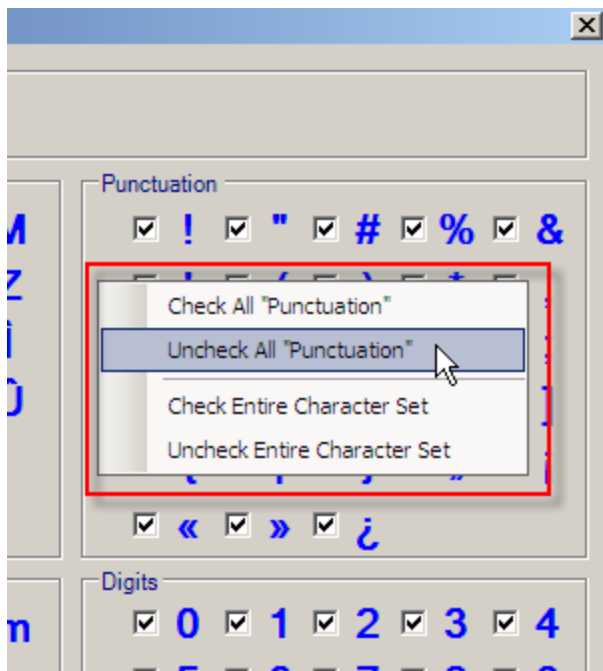 Punctuation
M ! " # % &
Z
Check All "Punctuation"
Uncheck All "Punctuation"
Check Entire Character Set
Uncheck Entire Character Set
« » ¿
Digits
m 0 1 2 3 4